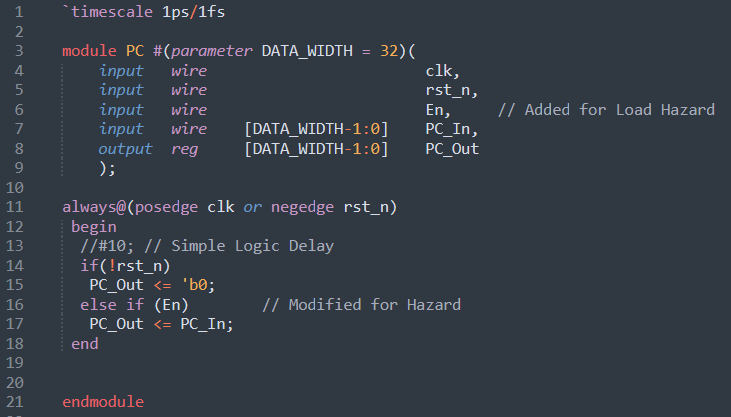 1 `timescale 1ps/1fs
2
3 module PC #(parameter DATA_WIDTH = 32)(
4 input wire clk,
5 input wire rst_n,
6 input wire En, // Added for Load Hazard
7 input wire [DATA_WIDTH-1:0] PC_In,
8 output reg [DATA_WIDTH-1:0] PC_Out
9 );
10
11 always@(posedge clk or negedge rst_n)
12 begin
13 //#10; // Simple Logic Delay
14 if(!rst_n)
15 PC_Out <= 'b0;
16 else if (En) // Modified for Hazard
17 PC_Out <= PC_In;
18 end
19
20
21 endmodule